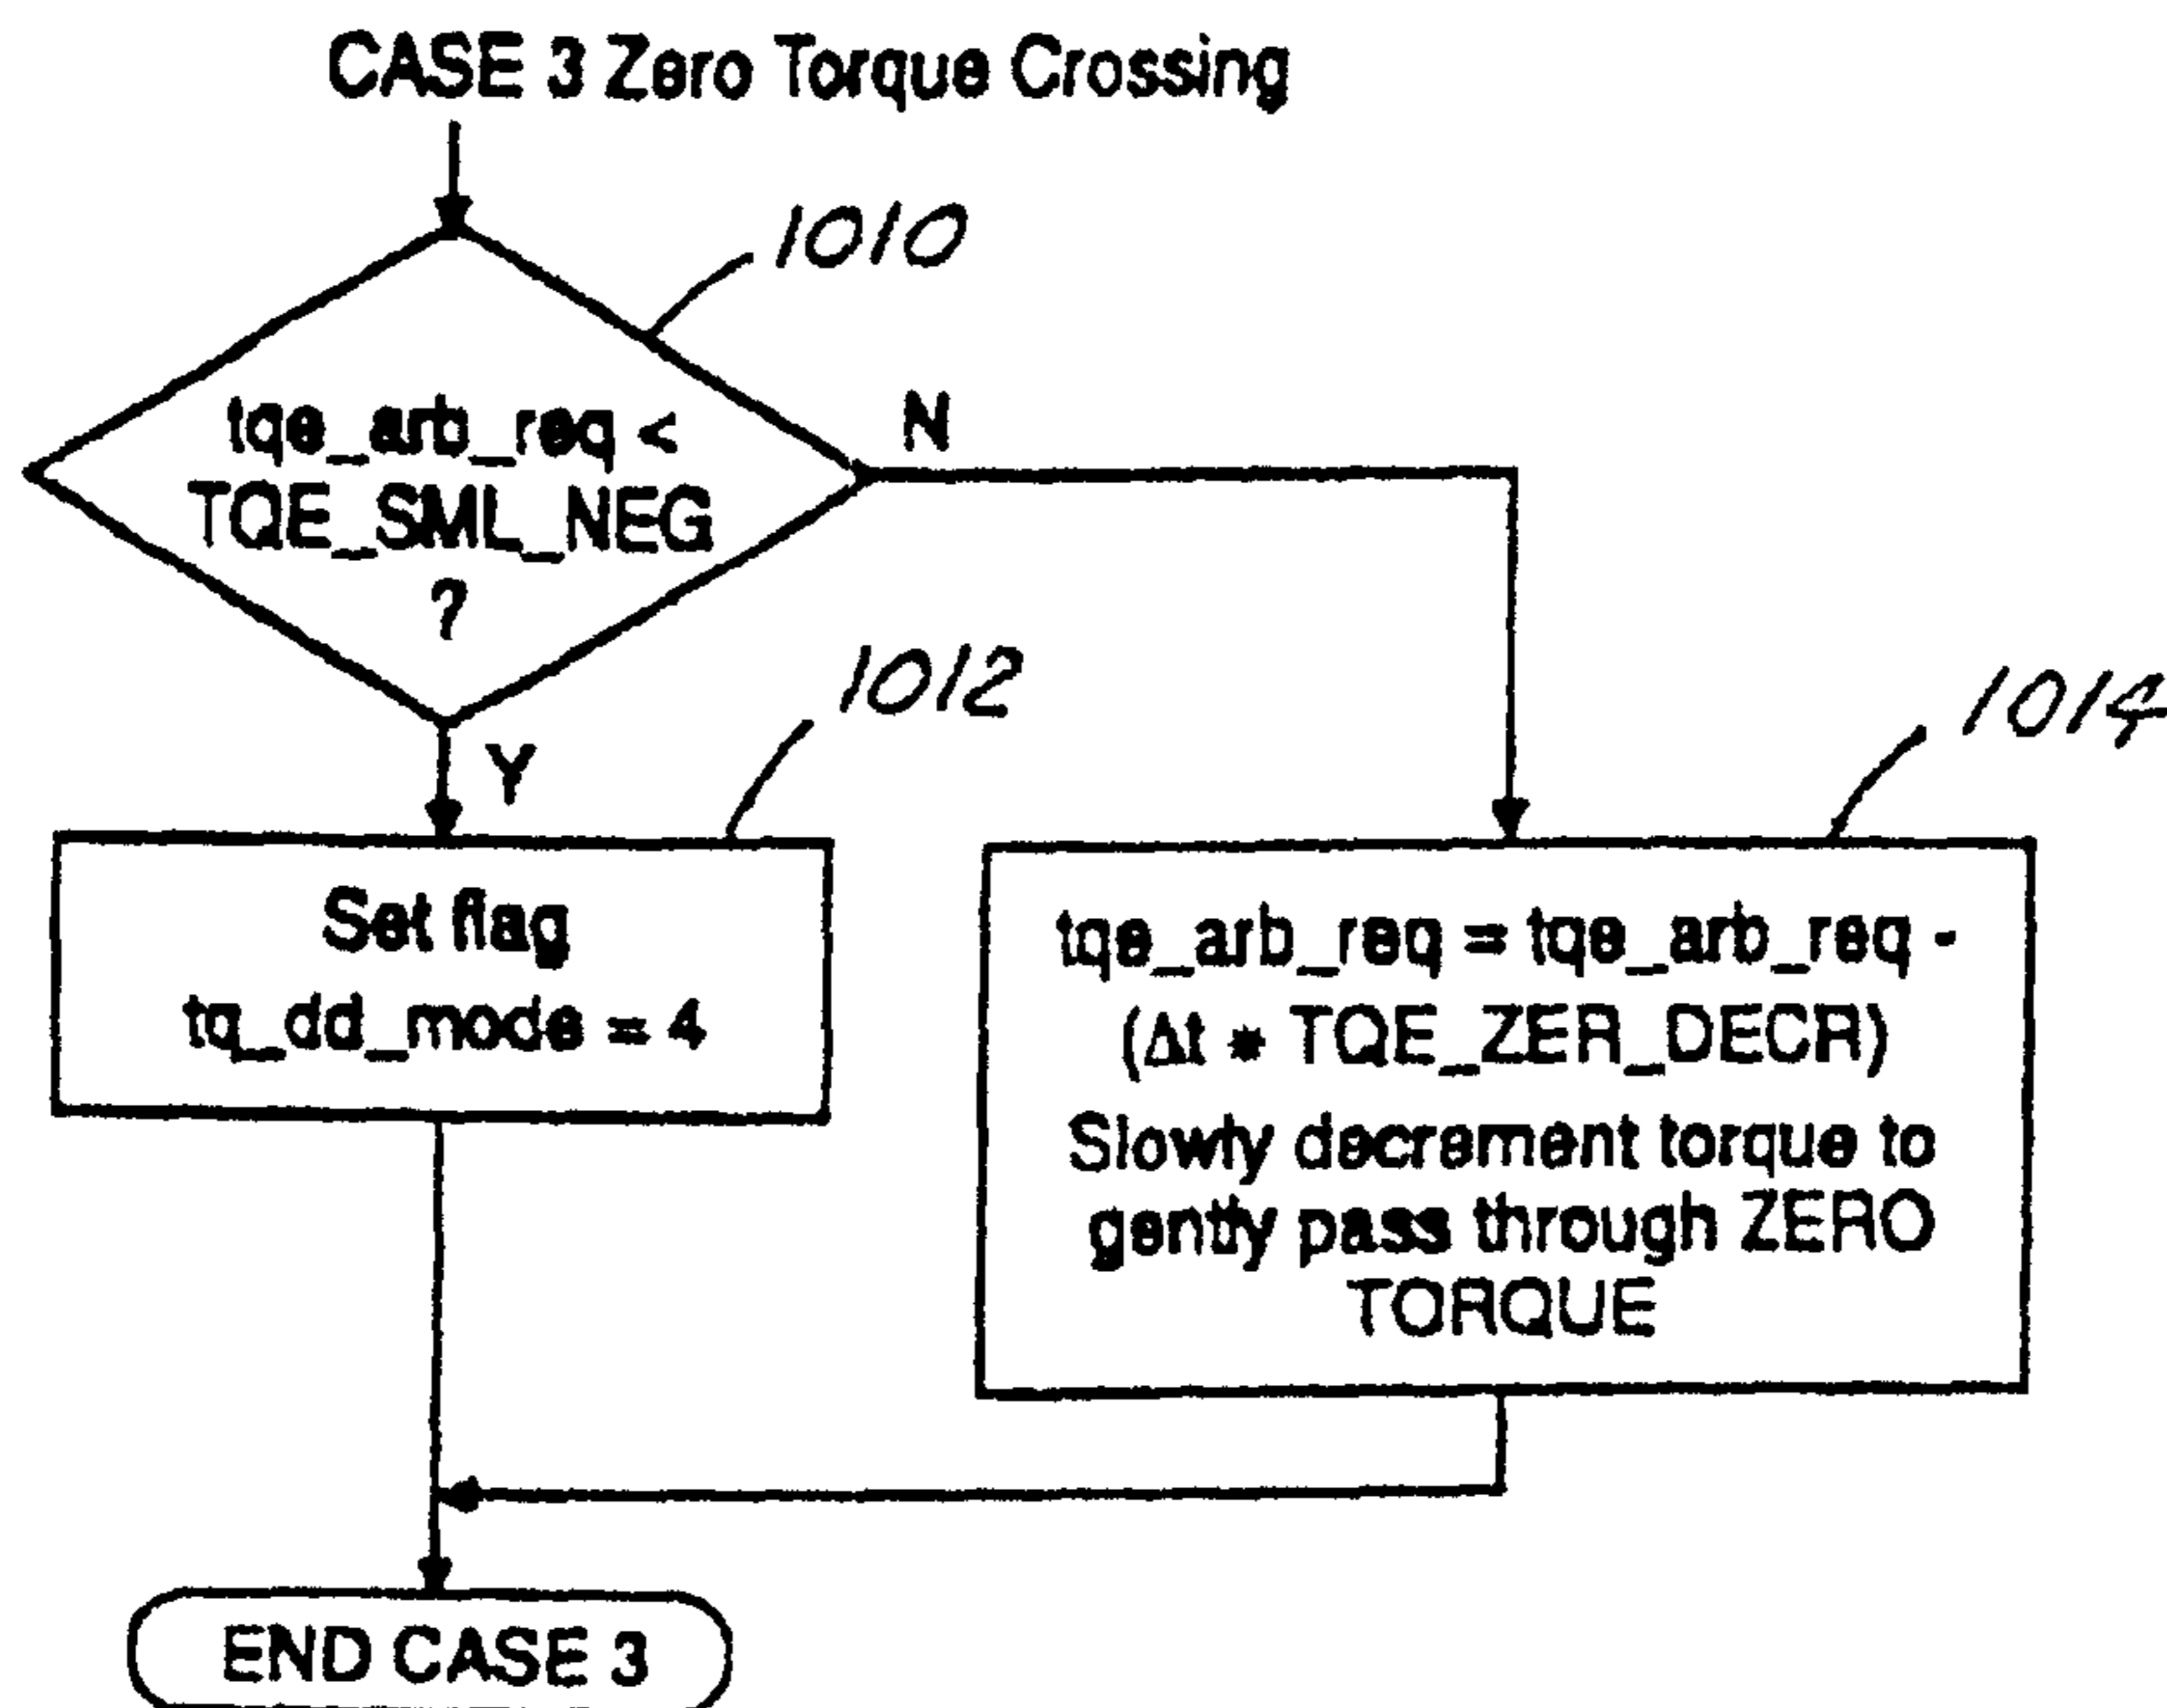 CASE 3 Zero Torque Crossing
1010
tqe_arb_req <
TQE_SML_NEG
?
N
Y
1012
1014
Set flag
tq_dd_mode = 4
tqe_arb_req = tqe_arb_req -
(Δt * TQE_ZER_DECR)
Slowly decrement torque to
gently pass through ZERO
TORQUE
END CASE 3